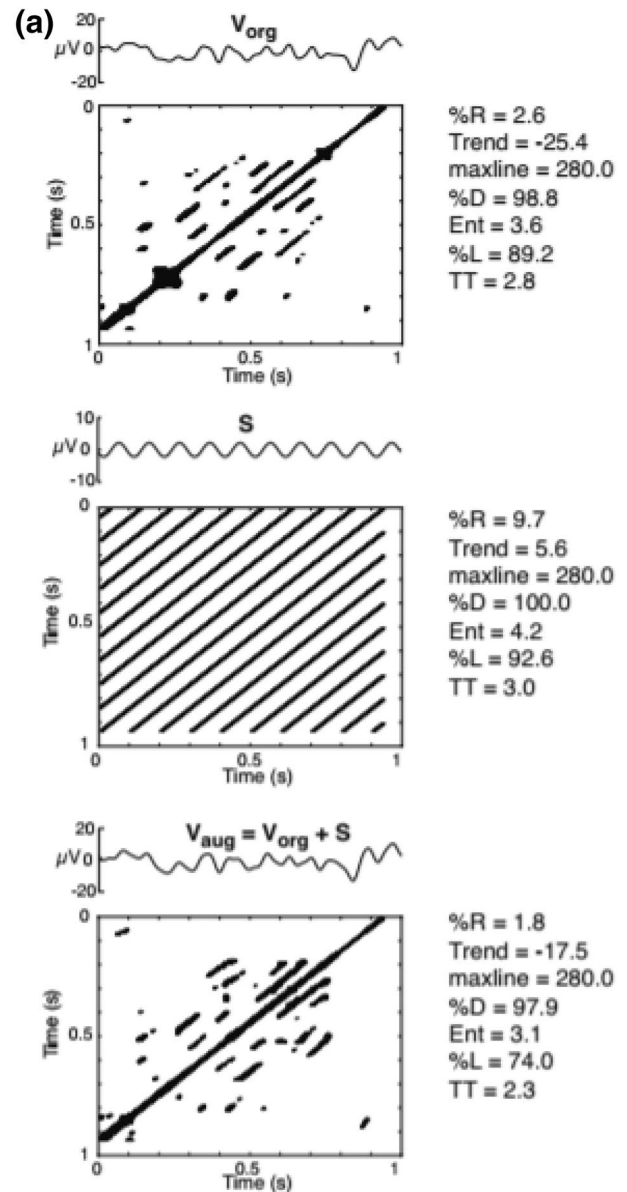 (a)
V_org
20
µV 0
-20
0
0.5
1
Time (s)
0
0.5
1
Time (s)
%R = 2.6
Trend = -25.4
maxline = 280.0
%D = 98.8
Ent = 3.6
%L = 89.2
TT = 2.8
S
10
µV 0
-10
0
0.5
1
Time (s)
0
0.5
1
Time (s)
%R = 9.7
Trend = 5.6
maxline = 280.0
%D = 100.0
Ent = 4.2
%L = 92.6
TT = 3.0
V_aug = V_org + S
20
µV 0
-20
0
0.5
1
Time (s)
0
0.5
1
Time (s)
%R = 1.8
Trend = -17.5
maxline = 280.0
%D = 97.9
Ent = 3.1
%L = 74.0
TT = 2.3